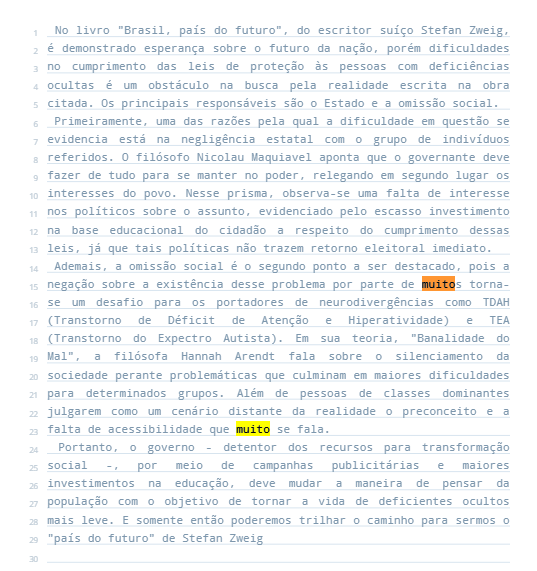 1 No livro "Brasil, país do futuro", do escritor suíço Stefan Zweig,
2 é demonstrado esperança sobre o futuro da nação, porém dificuldades
3 no cumprimento das leis de proteção às pessoas com deficiências
4 ocultas é um obstáculo na busca pela realidade escrita na obra
5 citada. Os principais responsáveis são o Estado e a omissão social.
6 Primeiramente, uma das razões pela qual a dificuldade em questão se
7 evidencia está na negligência estatal com o grupo de indivíduos
8 referidos. O filósofo Nicolau Maquiavel aponta que o governante deve
9 fazer de tudo para se manter no poder, relegando em segundo lugar os
10 interesses do povo. Nesse prisma, observa-se uma falta de interesse
11 nos políticos sobre o assunto, evidenciado pelo escasso investimento
12 na base educacional do cidadão a respeito do cumprimento dessas
13 leis, já que tais políticas não trazem retorno eleitoral imediato.
14 Ademais, a omissão social é o segundo ponto a ser destacado, pois a
15 negação sobre a existência desse problema por parte de muitos torna-
16 se um desafio para os portadores de neurodivergências como TDAH
17 (Transtorno de Déficit de Atenção e Hiperatividade) e TEA
18 (Transtorno do Expectro Autista). Em sua teoria, "Banalidade do
19 Mal", a filósofa Hannah Arendt fala sobre o silenciamento da
20 sociedade perante problemáticas que culminam em maiores dificuldades
21 para determinados grupos. Além de pessoas de classes dominantes
22 julgarem como um cenário distante da realidade o preconceito e a
23 falta de acessibilidade que muito se fala.
24 Portanto, o governo - detentor dos recursos para transformação
25 social -, por meio de campanhas publicitárias e maiores
26 investimentos na educação, deve mudar a maneira de pensar da
27 população com o objetivo de tornar a vida de deficientes ocultos
28 mais leve. E somente então poderemos trilhar o caminho para sermos o
29 "país do futuro" de Stefan Zweig
30